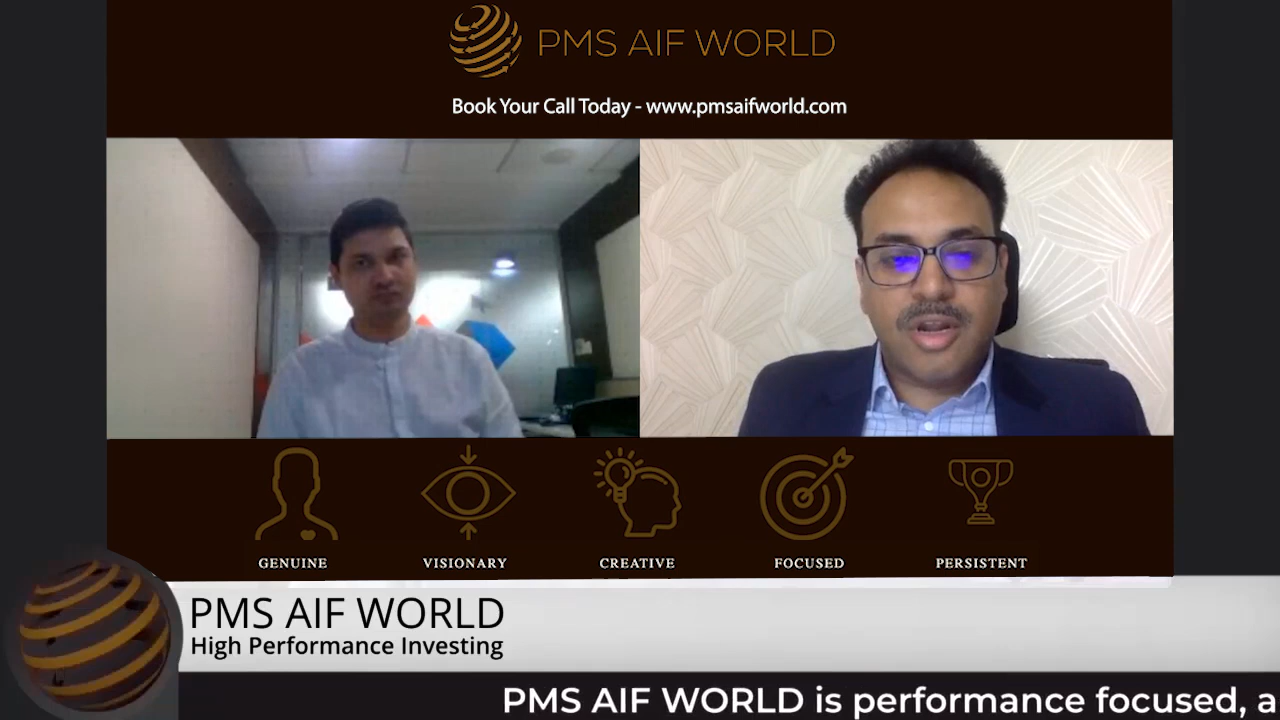 PMS AIF WORLD
Book Your Call Today - www.pmsaifworld.com
GENUINE
VISIONARY
CREATIVE
FOCUSED
PERSISTENT
PMS AIF WORLD
High Performance Investing
PMS AIF WORLD is performance focused, a